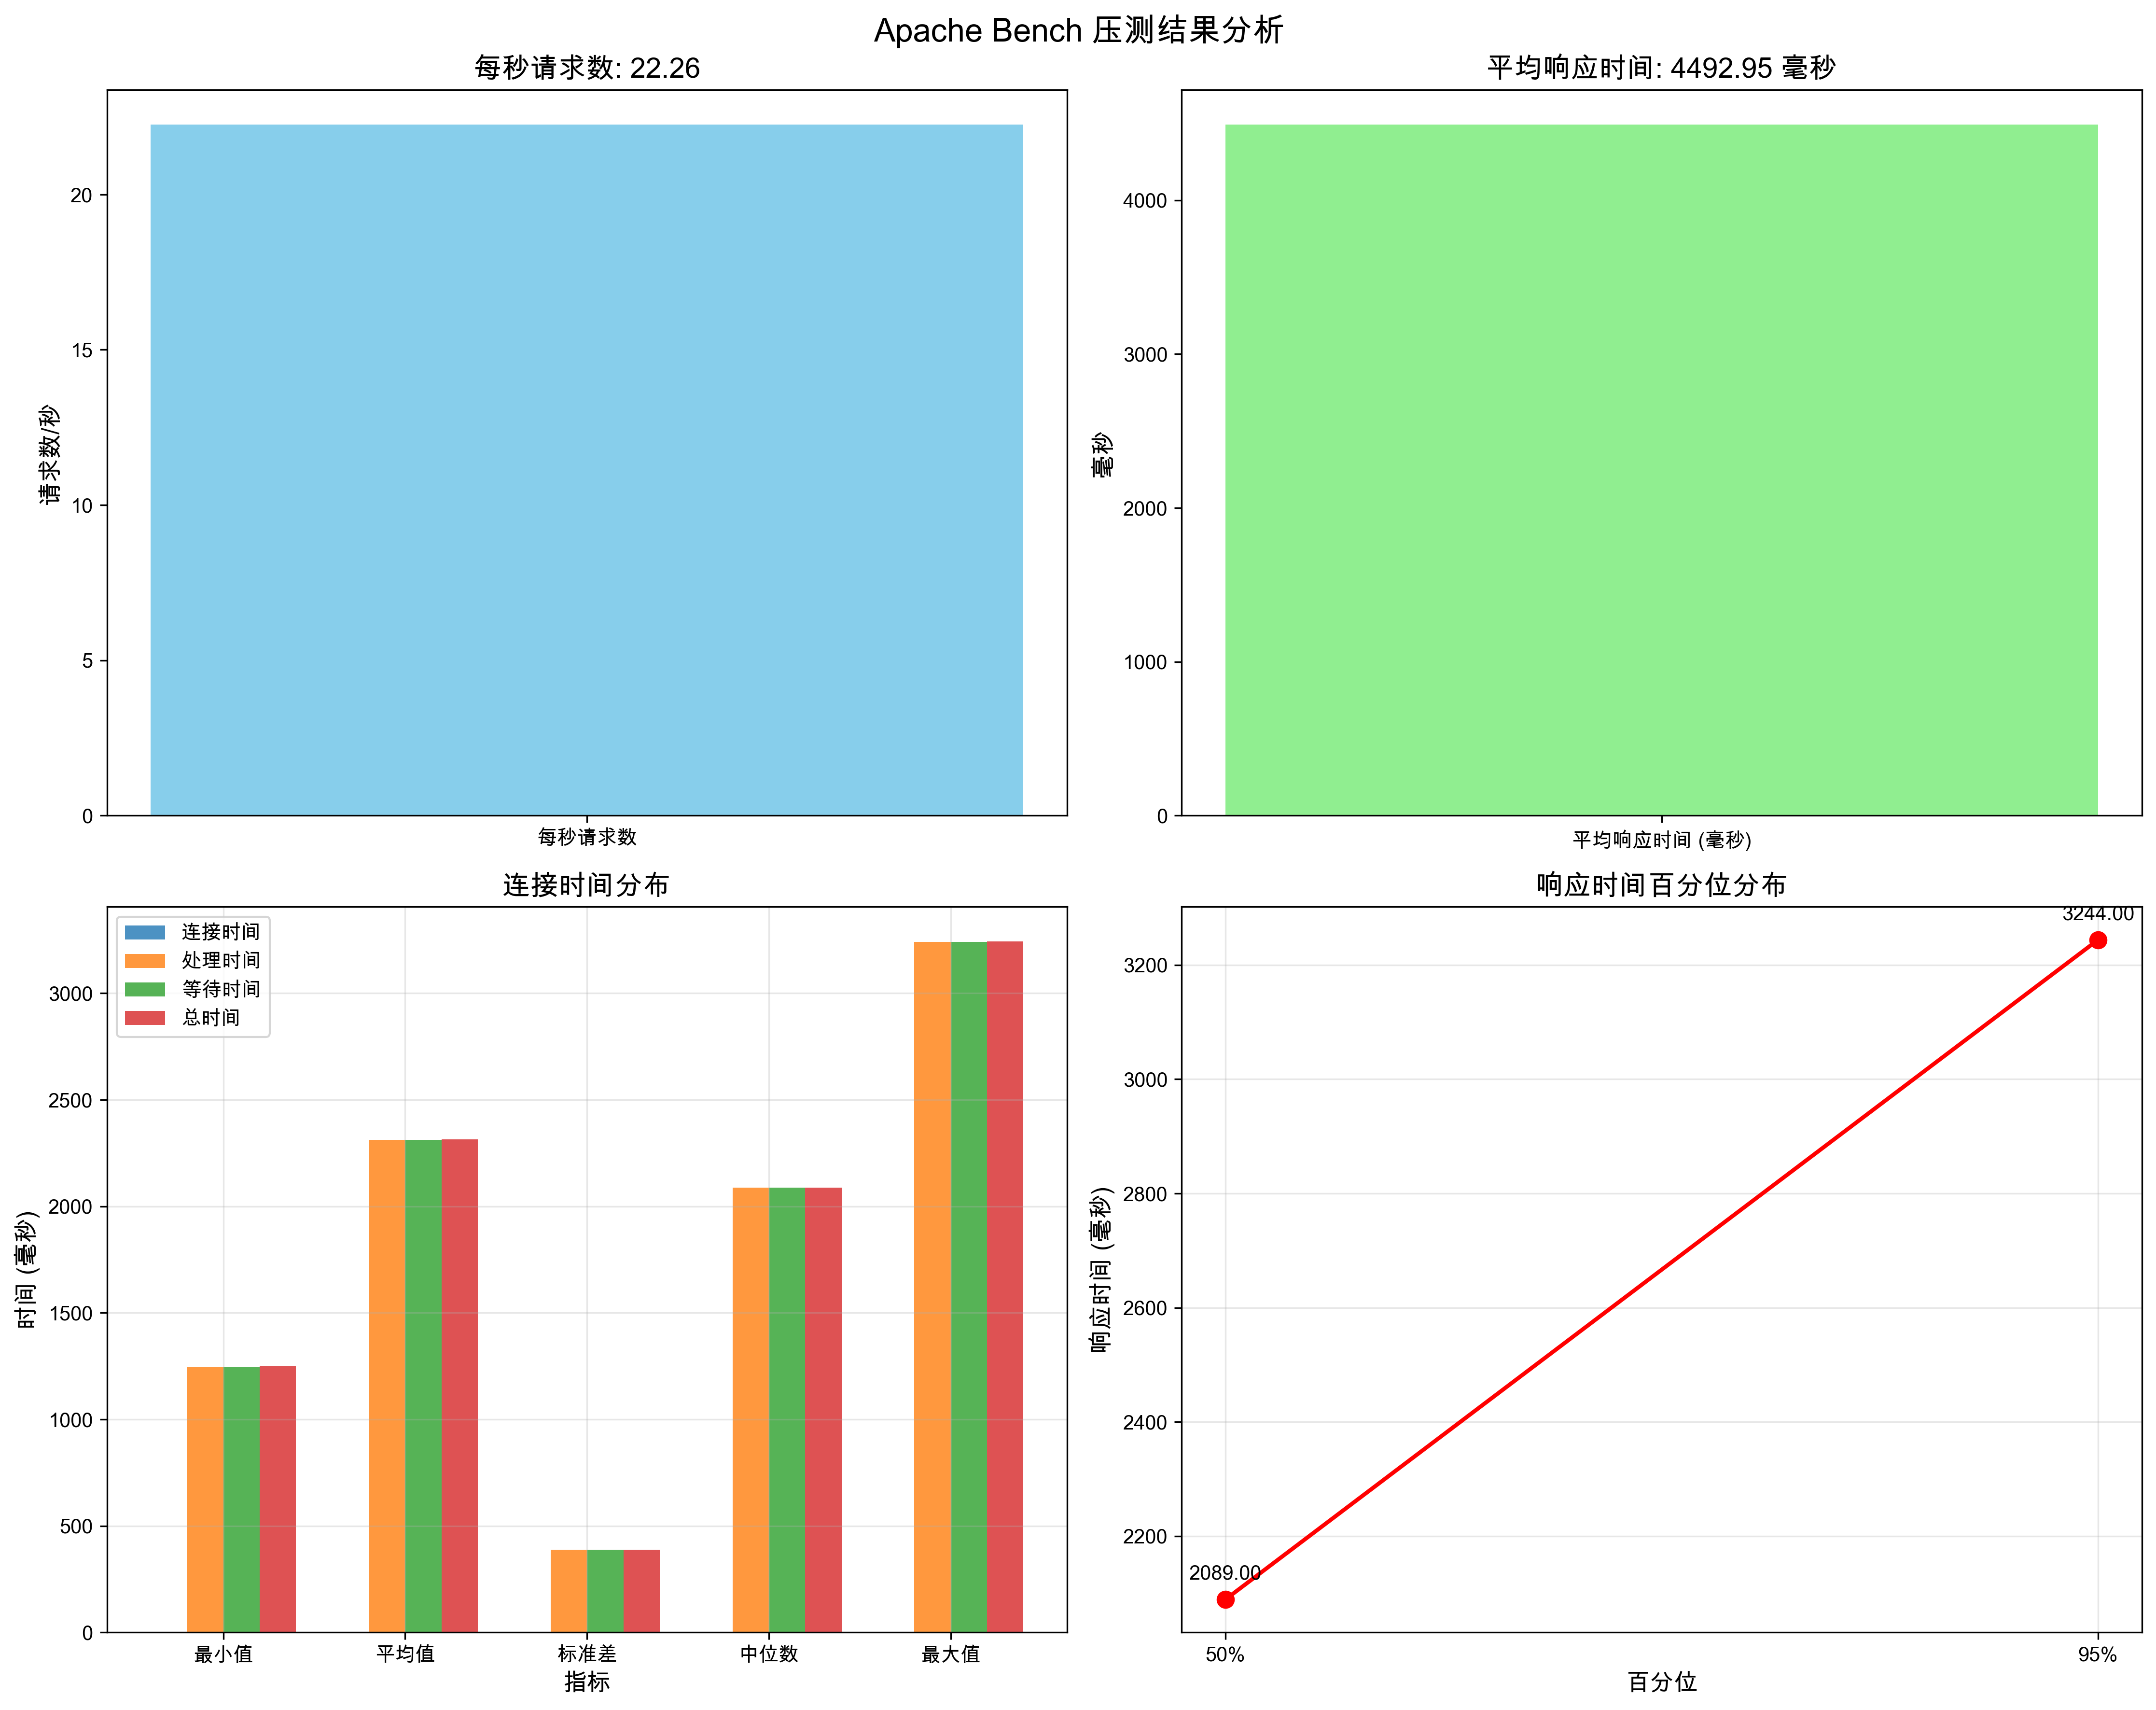 Apache Bench 压测结果分析
每秒请求数: 22.26
请求数/秒
20
15
10
5
0
每秒请求数
平均响应时间: 4492.95 毫秒
毫秒
4000
3000
2000
1000
0
平均响应时间 (毫秒)
连接时间分布
连接时间
处理时间
等待时间
总时间
时间 (毫秒)
3000
2500
2000
1500
1000
500
0
最小值
平均值
标准差
中位数
最大值
指标
响应时间百分位分布
3244.00
响应时间 (毫秒)
3200
3000
2800
2600
2400
2200
2089.00
50%
95%
百分位